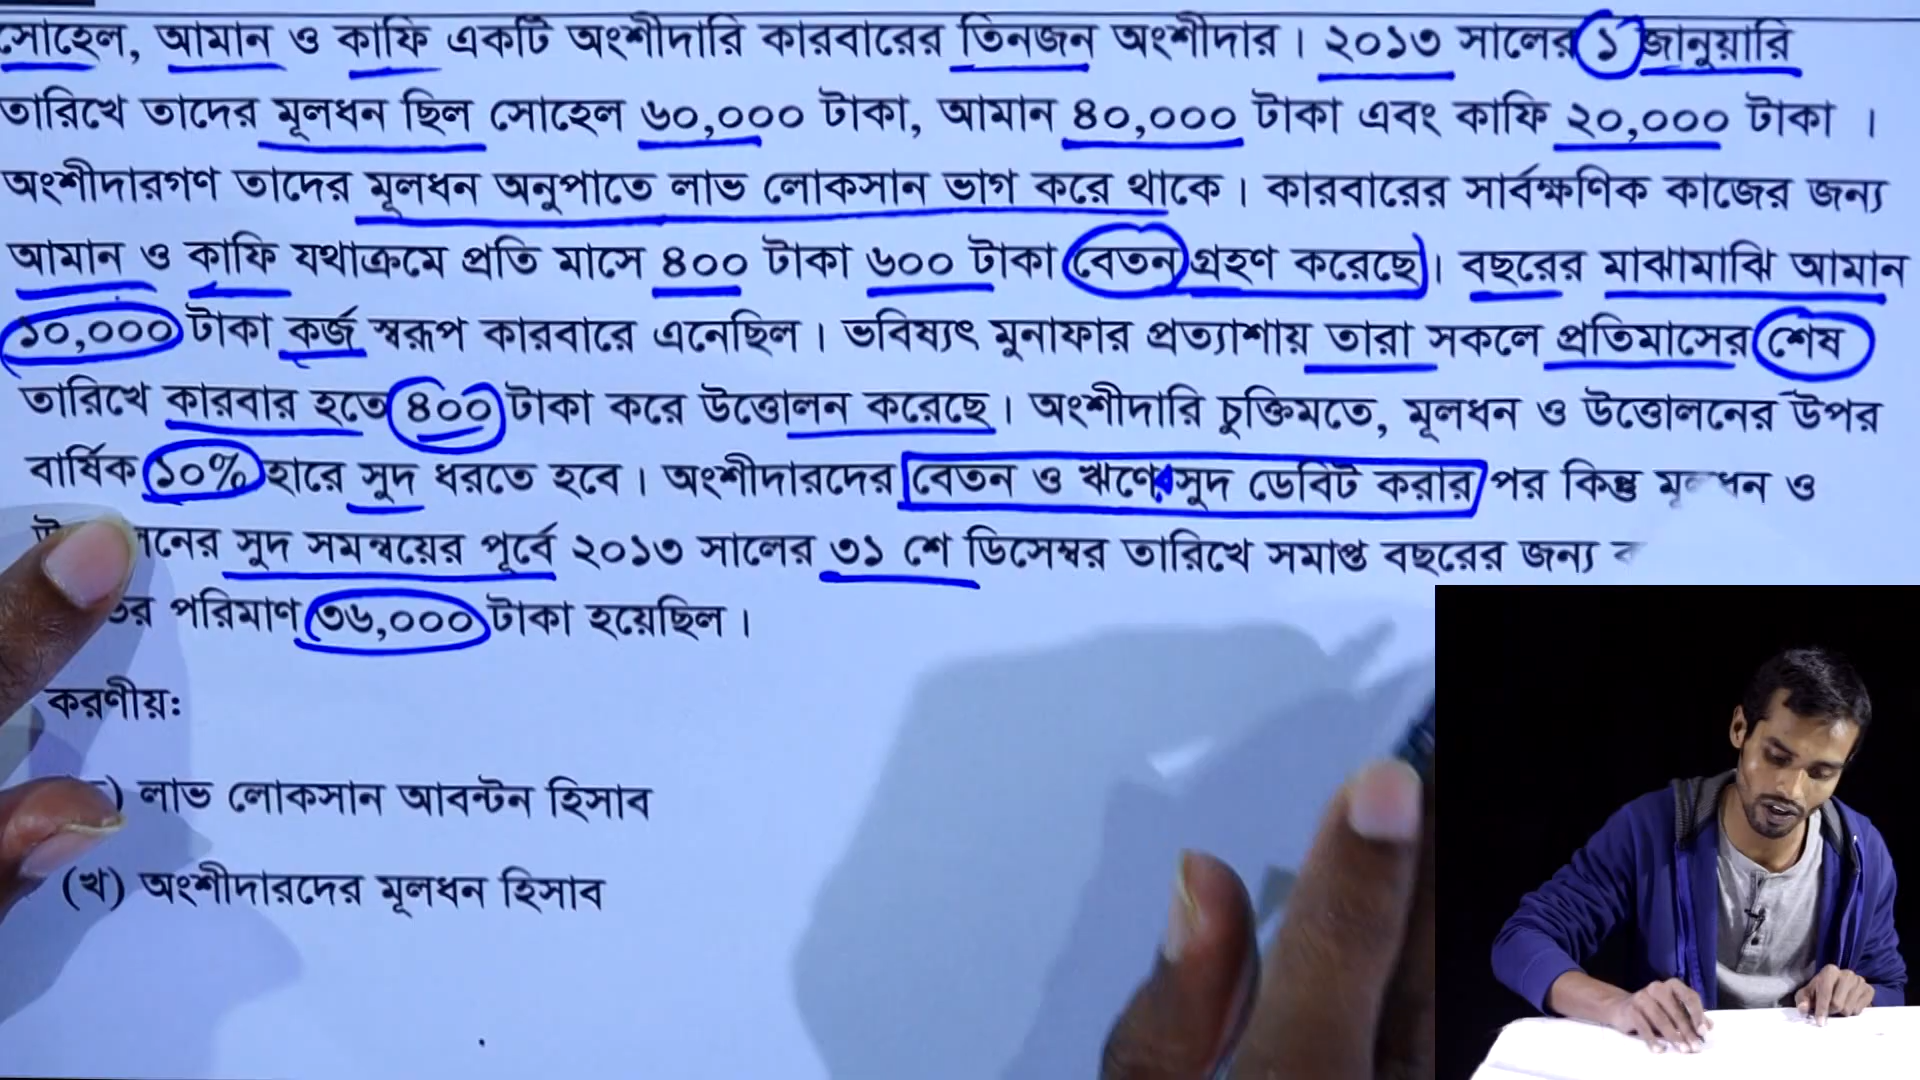 সোহেল, আমান ও কাফি একটি অংশীদারি কারবারের তিনজন অংশীদার। ২০১৩ সালের ১ জানুয়ারি
তারিখে তাদের মূলধন ছিল সোহেল ৬০,০০০ টাকা, আমান ৪০,০০০ টাকা এবং কাফি ২০,০০০ টাকা ।
অংশীদারগণ তাদের মূলধন অনুপাতে লাভ লোকসান ভাগ করে থাকে। কারবারের সার্বক্ষণিক কাজের জন্য
আমান ও কাফি যথাক্রমে প্রতি মাসে ৪০০ টাকা ৬০০ টাকা বেতন গ্রহণ করেছে। বছরের মাঝামাঝি আমান
১০,০০০ টাকা কর্জ স্বরূপ কারবারে এনেছিল। ভবিষ্যৎ মুনাফার প্রত্যাশায় তারা সকলে প্রতিমাসের শেষ
তারিখে কারবার হতে ৪০০ টাকা করে উত্তোলন করেছে। অংশীদারি চুক্তিমতে, মূলধন ও উত্তোলনের উপর
বার্ষিক ১০% হারে সুদ ধরতে হবে। অংশীদারদের বেতন ও ঋণের সুদ ডেবিট করার পর কিন্তু মূলধন ও
সুদ সমন্বয়ের পূর্বে ২০১৩ সালের ৩১ শে ডিসেম্বর তারিখে সমাপ্ত বছরের জন্য
পরিমাণ ৩৬,০০০ টাকা হয়েছিল।
করণীয়ঃ
) লাভ লোকসান আবন্টন হিসাব
(খ) অংশীদারদের মূলধন হিসাব